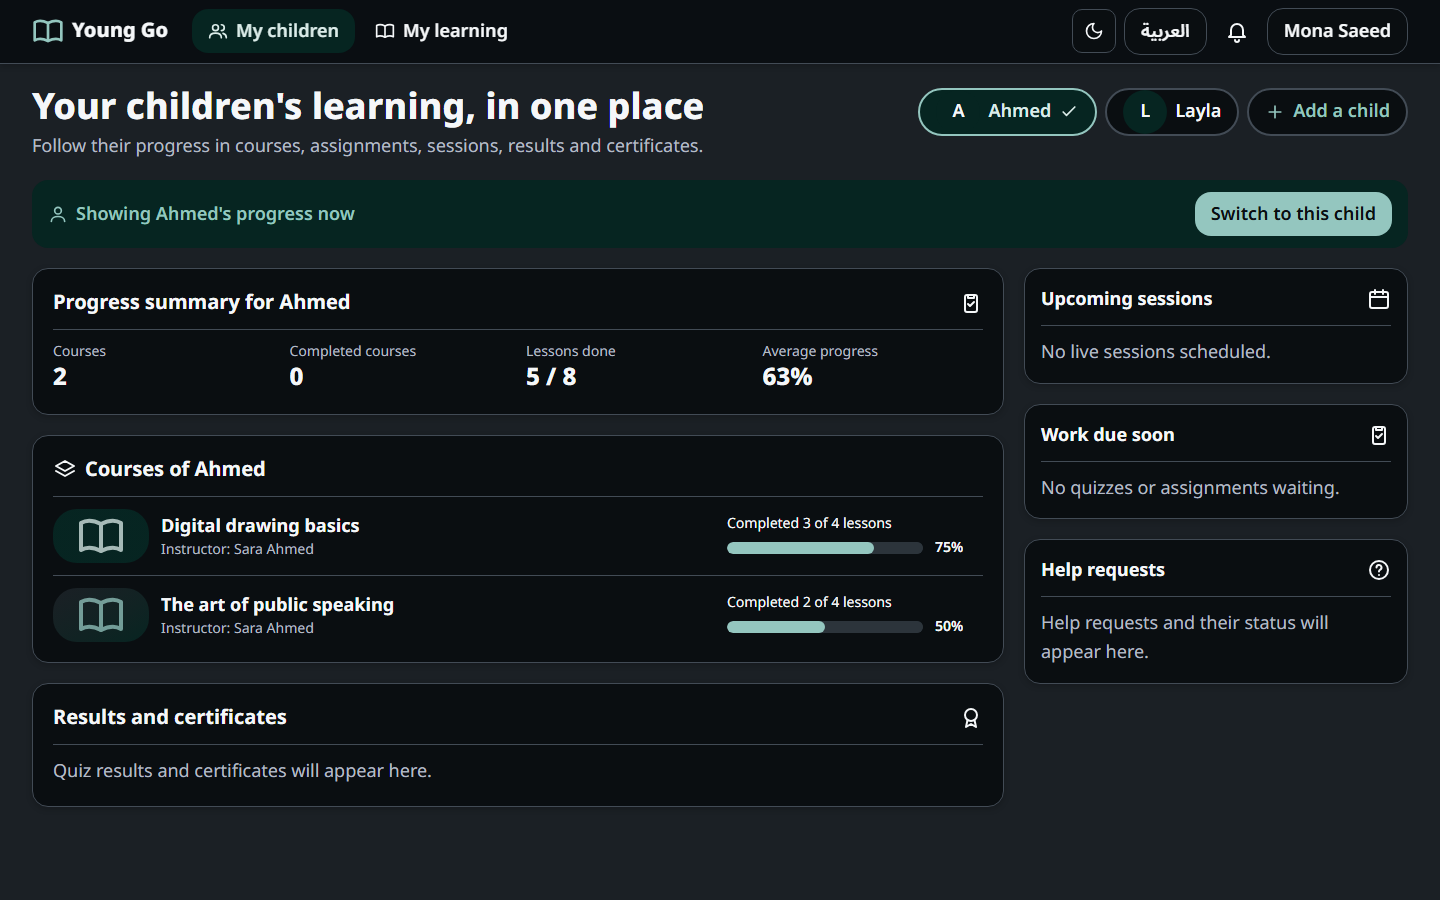 Young Go
My children
My learning
العربية
Mona Saeed
Your children's learning, in one place
Follow their progress in courses, assignments, sessions, results and certificates.
A Ahmed
L Layla
+ Add a child
Showing Ahmed's progress now
Switch to this child
Progress summary for Ahmed
Courses
2
Completed courses
0
Lessons done
5 / 8
Average progress
63%
Courses of Ahmed
Digital drawing basics
Instructor: Sara Ahmed
Completed 3 of 4 lessons
75%
The art of public speaking
Instructor: Sara Ahmed
Completed 2 of 4 lessons
50%
Results and certificates
Quiz results and certificates will appear here.
Upcoming sessions
No live sessions scheduled.
Work due soon
No quizzes or assignments waiting.
Help requests
Help requests and their status will
appear here.